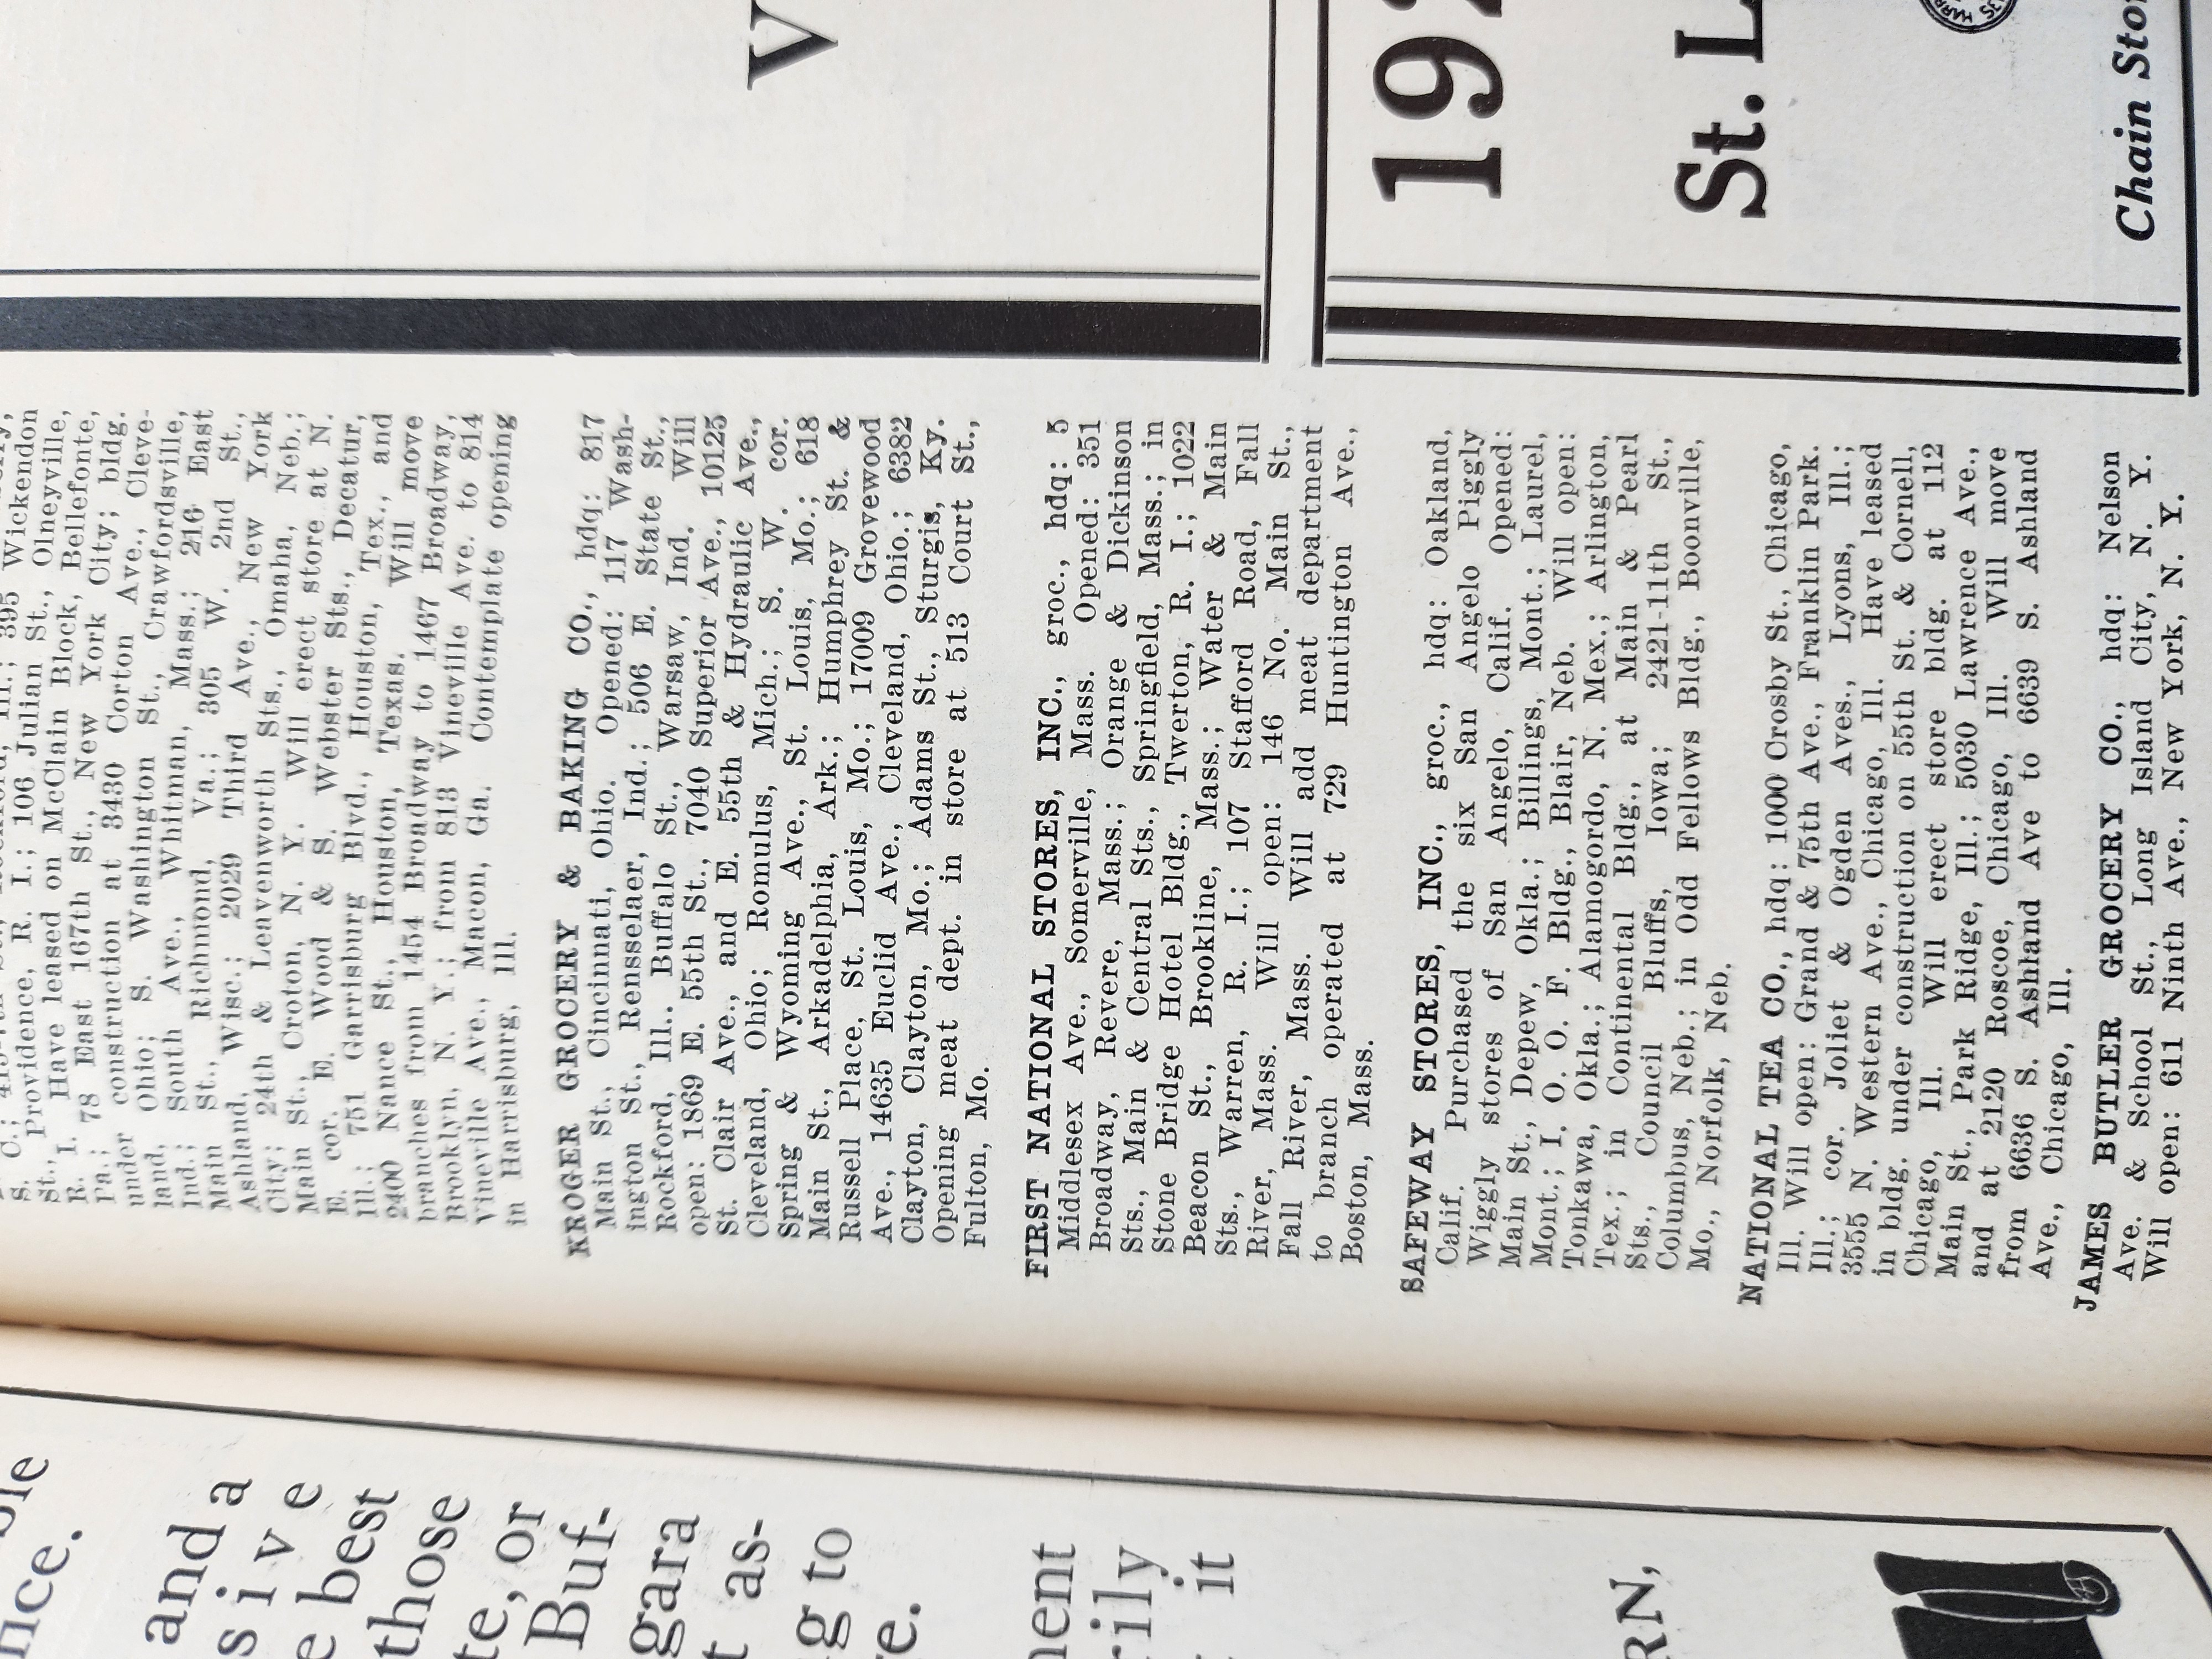 S. C.;
St., Providence, R. I.; 106 Julian St., Olneyville,
R. I. Have leased on McClain Block, Bellefonte,
Pa.; 78 East 167th St., New York City; bldg.
under construction at 3430 Corton Ave., Cleve-
land, Ohio; S. Washington St., Crawfordsville,
Ind.; South Ave., Whitman, Mass.; 216 East
Main St., Richmond, Va.; 305 W. 2nd St.,
Ashland, Wisc.; 2029 Third Ave., New York
City; 24th & Leavenworth Sts., Omaha, Neb.;
Main St., Croton, N. Y. Will erect store at N.
E. cor. E. Wood & S. Webster Sts., Decatur,
Ill.; 751 Garrisburg Blvd., Houston, Tex., and
2400 Nance St., Houston, Texas. Will move
branches from 1454 Broadway to 1467 Broadway,
Brooklyn, N. Y.; from 813 Vineville Ave. to 814
Vineville Ave., Macon, Ga. Contemplate opening
in Harrisburg, Ill.
KROGER GROCERY & BAKING CO., hdq: 817
Main St., Cincinnati, Ohio. Opened: 117 Wash-
ington St., Rensselaer, Ind.; 506 E. State St.,
Rockford, Ill.. Buffalo St., Warsaw, Ind. Will
open: 1869 E. 55th St., 7040 Superior Ave., 10125
St. Clair Ave., and E. 55th & Hydraulic Ave.,
Cleveland, Ohio; Romulus, Mich.; S. W. cor.
Spring & Wyoming Ave., St. Louis, Mo.; 618
Main St., Arkadelphia, Ark.; Humphrey St. &
Russell Place, St. Louis, Mo.; 17009 Grovewood
Ave., 14635 Euclid Ave., Cleveland, Ohio.; 6382
Clayton, Clayton, Mo.; Adams St., Sturgis, Ky.
Opening meat dept. in store at 513 Court St.,
Fulton, Mo.
FIRST NATIONAL STORES, INC., groc., hdq: 5
Middlesex Ave., Somerville, Mass. Opened: 351
Broadway, Revere, Mass.; Orange & Dickinson
Sts., Main & Central Sts., Springfield, Mass.; in
Stone Bridge Hotel Bldg., Twerton, R. I.; 1022
Beacon St., Brookline, Mass.; Water & Main
Sts., Warren, R. I.; 107 Stafford Road, Fall
River, Mass. Will open: 146 No. Main St.,
Fall River, Mass. Will add meat department
to branch operated at 729 Huntington Ave.,
Boston, Mass.
SAFEWAY STORES, INC., groc., hdq: Oakland,
Calif. Purchased the six San Angelo Piggly
Wiggly stores of San Angelo, Calif. Opened:
Main St., Depew, Okla.; Billings, Mont.; Laurel,
Mont.; I. O. O. F. Bldg., Blair, Neb. Will open:
Tonkawa, Okla.; Alamogordo, N. Mex.; Arlington,
Tex.; in Continental Bldg., at Main & Pearl
Sts., Council Bluffs, Iowa; 2421-11th St.,
Columbus, Neb.; in Odd Fellows Bldg., Boonville,
Mo., Norfolk, Neb.
NATIONAL TEA CO., hdq: 1000 Crosby St., Chicago,
Ill. Will open: Grand & 75th Ave., Franklin Park.
Ill.; cor. Joliet & Ogden Aves., Lyons, Ill.;
3555 N. Western Ave., Chicago, Ill. Have leased
in bldg. under construction on 55th St. & Cornell,
Chicago, Ill. Will erect store bldg. at 112
Main St., Park Ridge, Ill.; 5030 Lawrence Ave.,
and at 2120 Roscoe, Chicago, Ill. Will move
from 6636 S. Ashland Ave to 6639 S. Ashland
Ave., Chicago, Ill.
JAMES BUTLER GROCERY CO., hdq: Nelson
Ave. & School St., Long Island City, N. Y.
Will open: 611 Ninth Ave., New York, N. Y.
V
St. L
Chain
and a
sive
best
those
or
Buf-
gara
as-
to
it